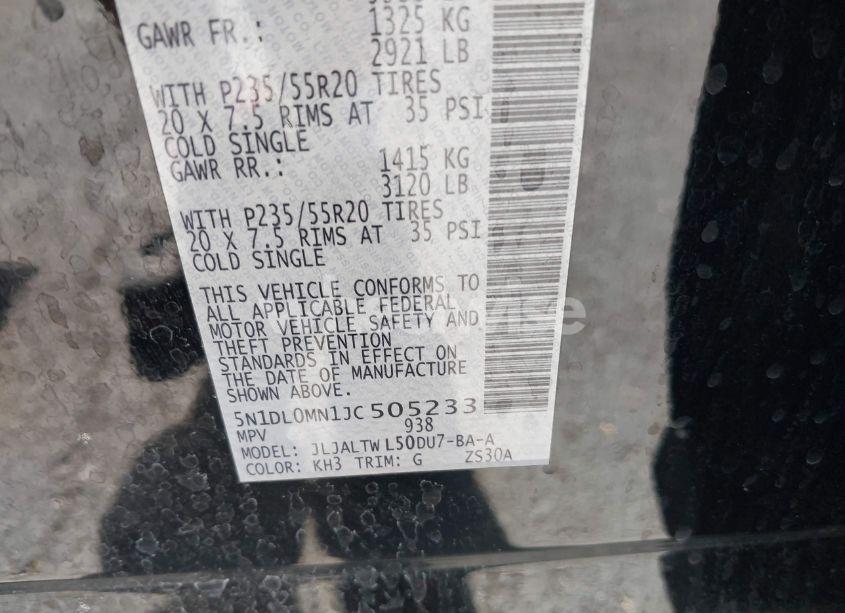 GAWR FR.: 1325 KG
2921 LB
WITH P235/55R20 TIRES
20 X 7.5 RIMS AT 35 PSI
COLD SINGLE
GAWR RR.: 1415 KG
3120 LB
WITH P235/55R20 TIRES
20 X 7.5 RIMS AT 35 PSI
COLD SINGLE
THIS VEHICLE CONFORMS TO
ALL APPLICABLE FEDERAL
MOTOR VEHICLE SAFETY AND
THEFT PREVENTION
STANDARDS IN EFFECT ON
THE DATE OF MANUFACTURE
SHOWN ABOVE.
5N1DL0MN1JC505233
MPV 938
MODEL: JLJALTWL50DU7-BA-A
COLOR: KH3 TRIM: G ZS30A